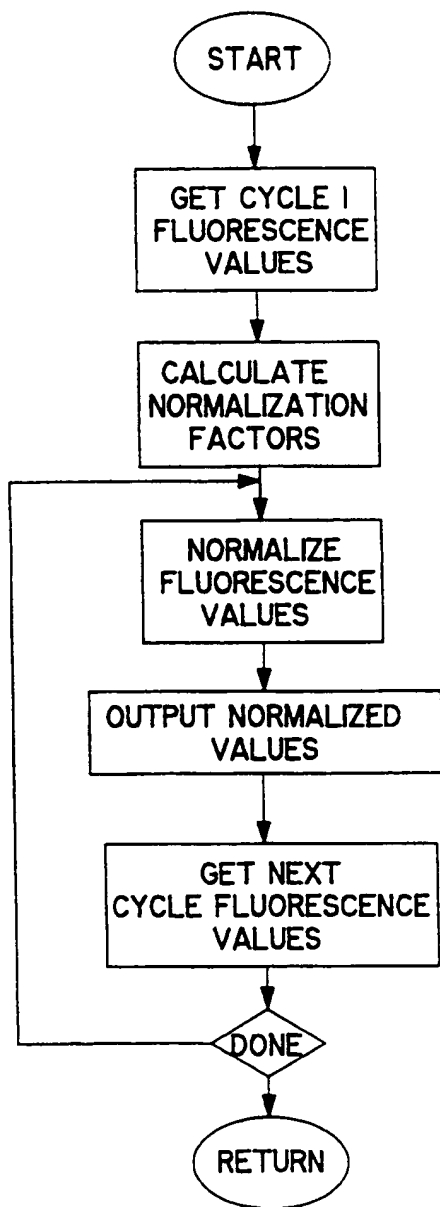 START
GET CYCLE 1
FLUORESCENCE
VALUES
CALCULATE
NORMALIZATION
FACTORS
NORMALIZE
FLUORESCENCE
VALUES
OUTPUT NORMALIZED
VALUES
GET NEXT
CYCLE FLUORESCENCE
VALUES
DONE
RETURN